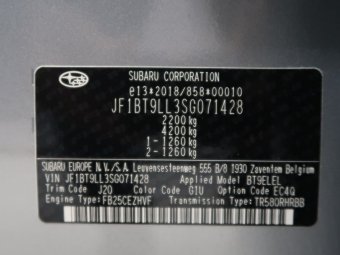 SUBARU CORPORATION
e13*2018/858*00010
JF1BT9LL3SG071428
2200 kg
4200 kg
1 - 1260 kg
2 - 1260 kg
SUBARU EUROPE N.V./S.A. Leuvensesteenweg 555 B/8 1930 Zaventem Belgium
VIN JF1BT9LL3SG071428 Applied Model BT9ELEL
Trim Code J20 Color Code G1U Option Code EC4Q
Engine Type FB25CEZHVF Transmission Type TR580RHRBB